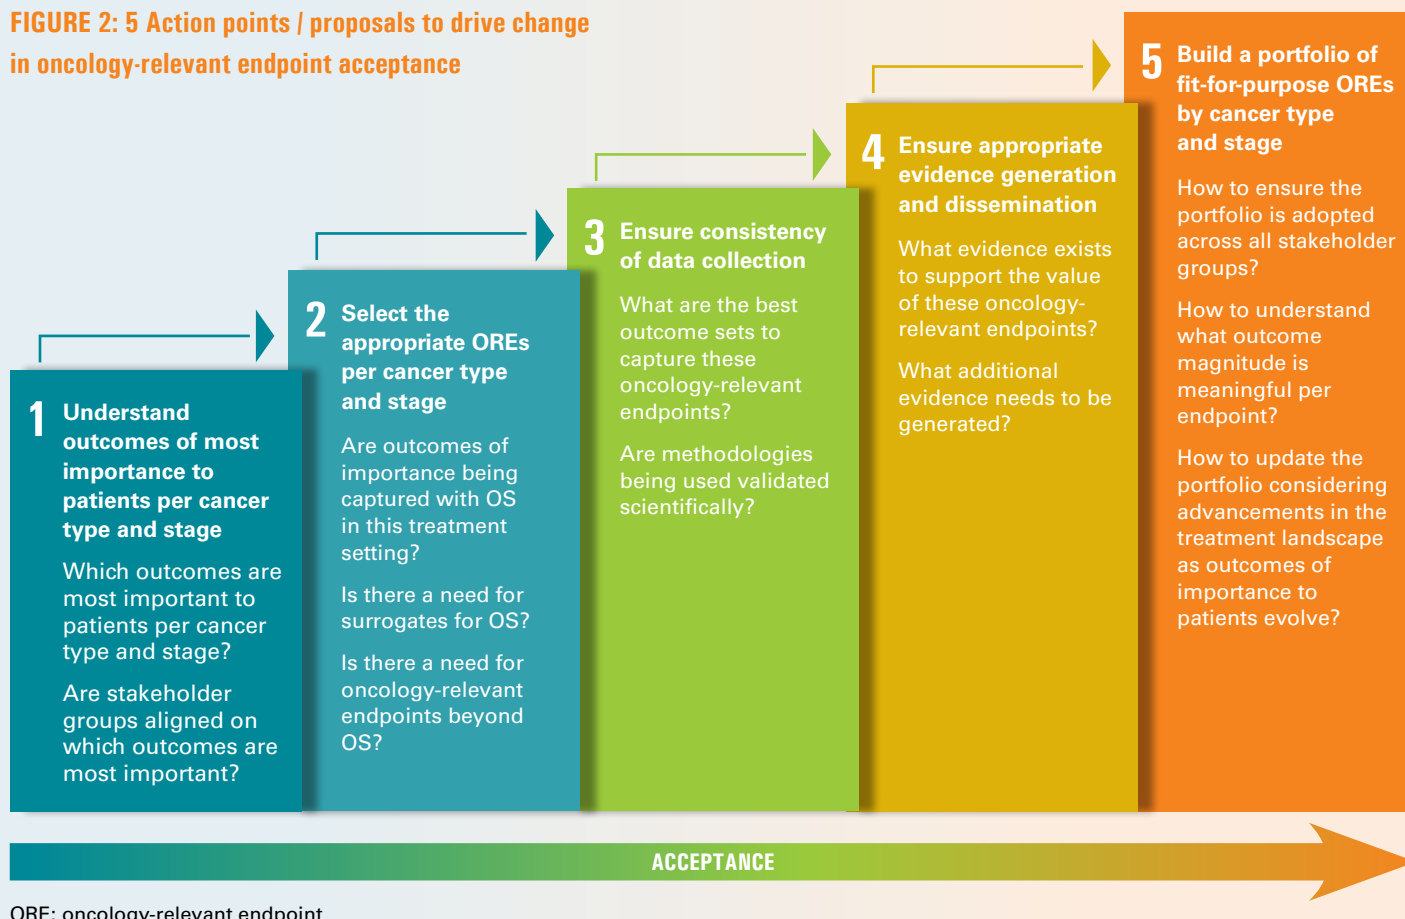 FIGURE 2: 5 Action points / proposals to drive change
in oncology-relevant endpoint acceptance
1 Understand
outcomes of most
importance to
patients per cancer
type and stage
Which outcomes are
most important to
patients per cancer
type and stage?
Are stakeholder
groups aligned on
which outcomes are
most important?
2 Select the
appropriate OREs
per cancer type
and stage
Are outcomes of
importance being
captured with OS
in this treatment
setting?
Is there a need for
surrogates for OS?
Is there a need for
oncology-relevant
endpoints beyond
OS?
3 Ensure consistency
of data collection
What are the best
outcome sets to
capture these
oncology-relevant
endpoints?
Are methodologies
being used validated
scientifically?
4 Ensure appropriate
evidence generation
and dissemination
What evidence exists
to support the value
of these oncology-
relevant endpoints?
What additional
evidence needs to be
generated?
5 Build a portfolio of
fit-for-purpose OREs
by cancer type
and stage
How to ensure the
portfolio is adopted
across all stakeholder
groups?
How to understand
what outcome
magnitude is
meaningful per
endpoint?
How to update the
portfolio considering
advancements in the
treatment landscape
as outcomes of
importance to
patients evolve?
ACCEPTANCE
ORE: oncology-relevant endpoint